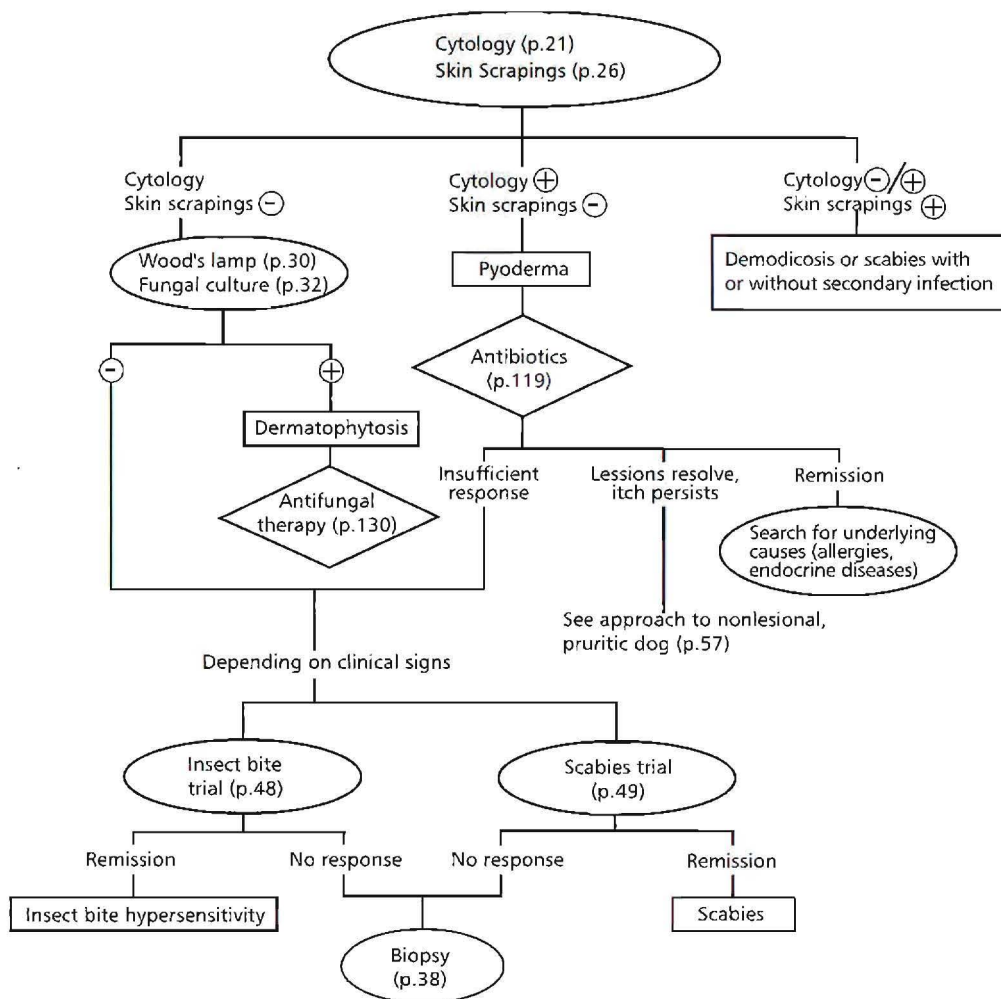 Cytology (p.21)
Skin Scrapings (p.26)
Cytology
Skin scrapings ⊖
Cytology ⊕
Skin scrapings ⊖
Cytology ⊖/⊕
Skin scrapings ⊕
Wood's lamp (p.30)
Fungal culture (p.32)
Pyoderma
Demodicosis or scabies with
or without secondary infection
Antibiotics
(p.119)
⊖
⊕
Dermatophytosis
Antifungal
therapy (p.130)
Insufficient
response
Lessions resolve,
itch persists
Remission
Search for underlying
causes (allergies,
endocrine diseases)
See approach to nonlesional,
pruritic dog (p.57)
Depending on clinical signs
Insect bite
trial (p.48)
Scabies trial
(p.49)
Remission
No response
No response
Remission
Insect bite hypersensitivity
Scabies
Biopsy
(p.38)